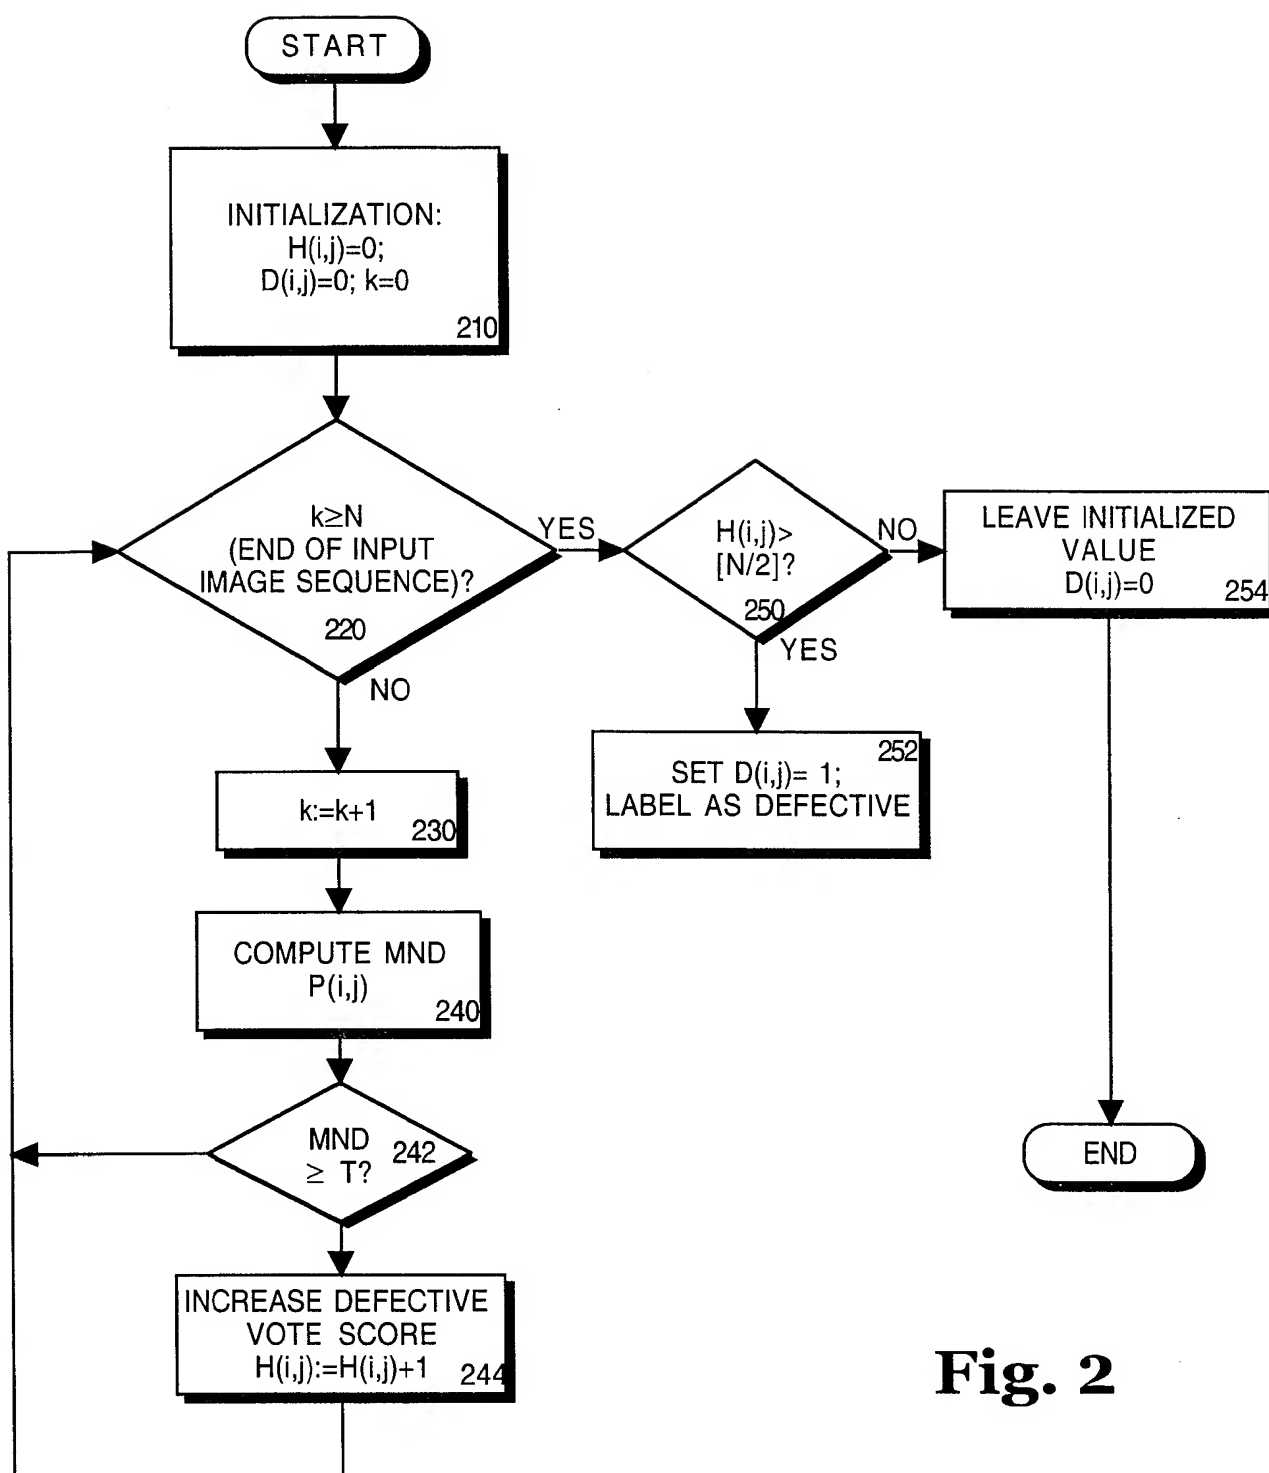 START
INITIALIZATION:
H(i,j)=0;
D(i,j)=0; k=0
210
k≥N
(END OF INPUT
IMAGE SEQUENCE)?
220
YES
NO
H(i,j)>
[N/2]?
250
NO
YES
LEAVE INITIALIZED
VALUE
D(i,j)=0
254
252
SET D(i,j)= 1;
LABEL AS DEFECTIVE
k:=k+1
230
COMPUTE MND
P(i,j)
240
MND
≥ T?
242
END
INCREASE DEFECTIVE
VOTE SCORE
H(i,j):=H(i,j)+1
244
Fig. 2